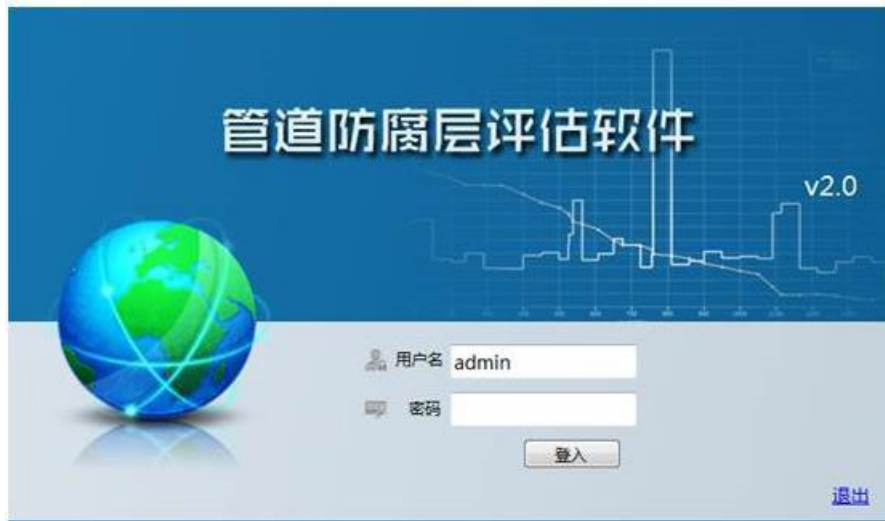 管道防腐层评估软件
v2.0
用户名 admin
密码
登入
退出